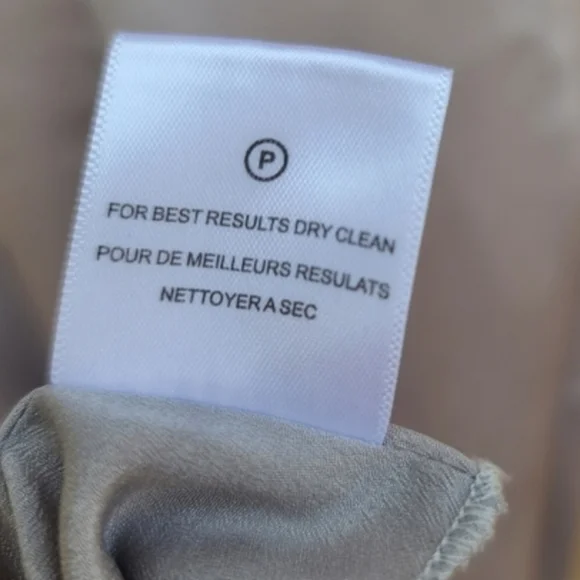 P
FOR BEST RESULTS DRY CLEAN
POUR DE MEILLEURS RESULATS
NETTOYER A SEC